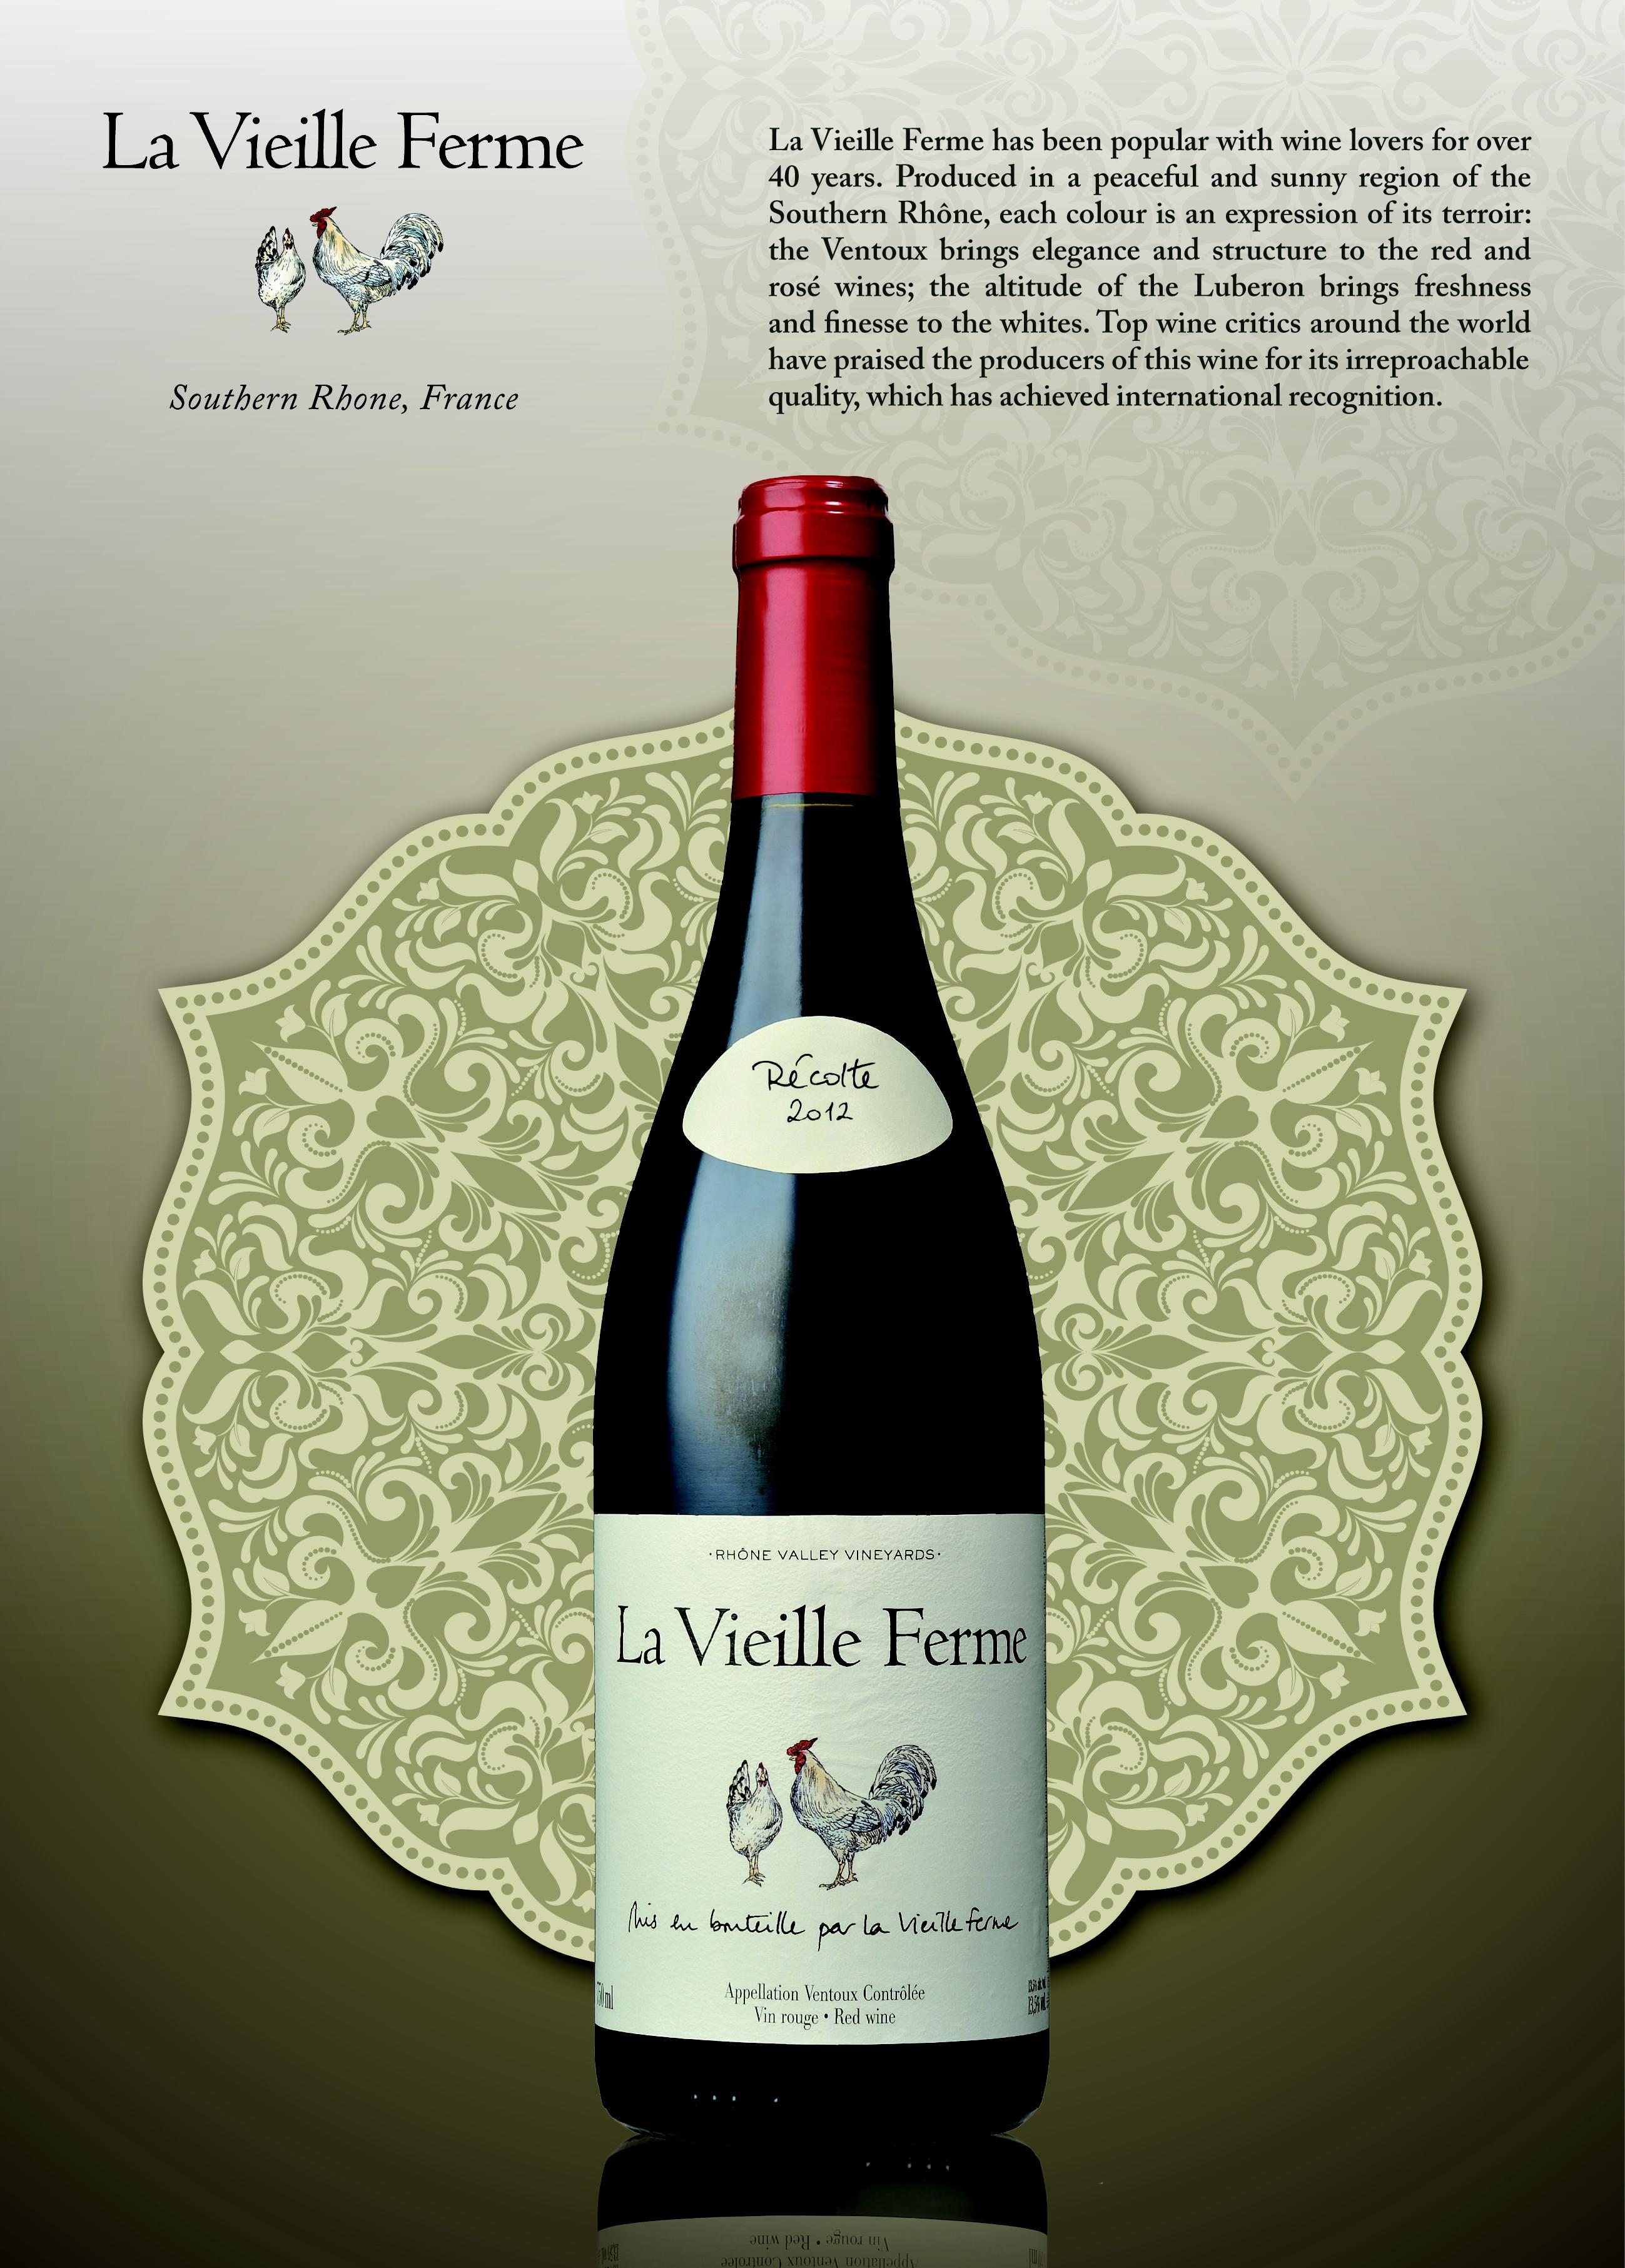 La Vieille Ferme
Southern Rhone, France
La Vieille Ferme has been popular with wine lovers for over
40 years. Produced in a peaceful and sunny region of the
Southern Rhône, each colour is an expression of its terroir:
the Ventoux brings elegance and structure to the red and
rosé wines; the altitude of the Luberon brings freshness
and finesse to the whites. Top wine critics around the world
have praised the producers of this wine for its irreproachable
quality, which has achieved international recognition.
Récolte
2012
·RHÔNE VALLEY VINEYARDS·
La Vieille Ferme
Mis en bouteille par La Vieille Ferme
Appellation Ventoux Contrôlée
Vin rouge • Red wine